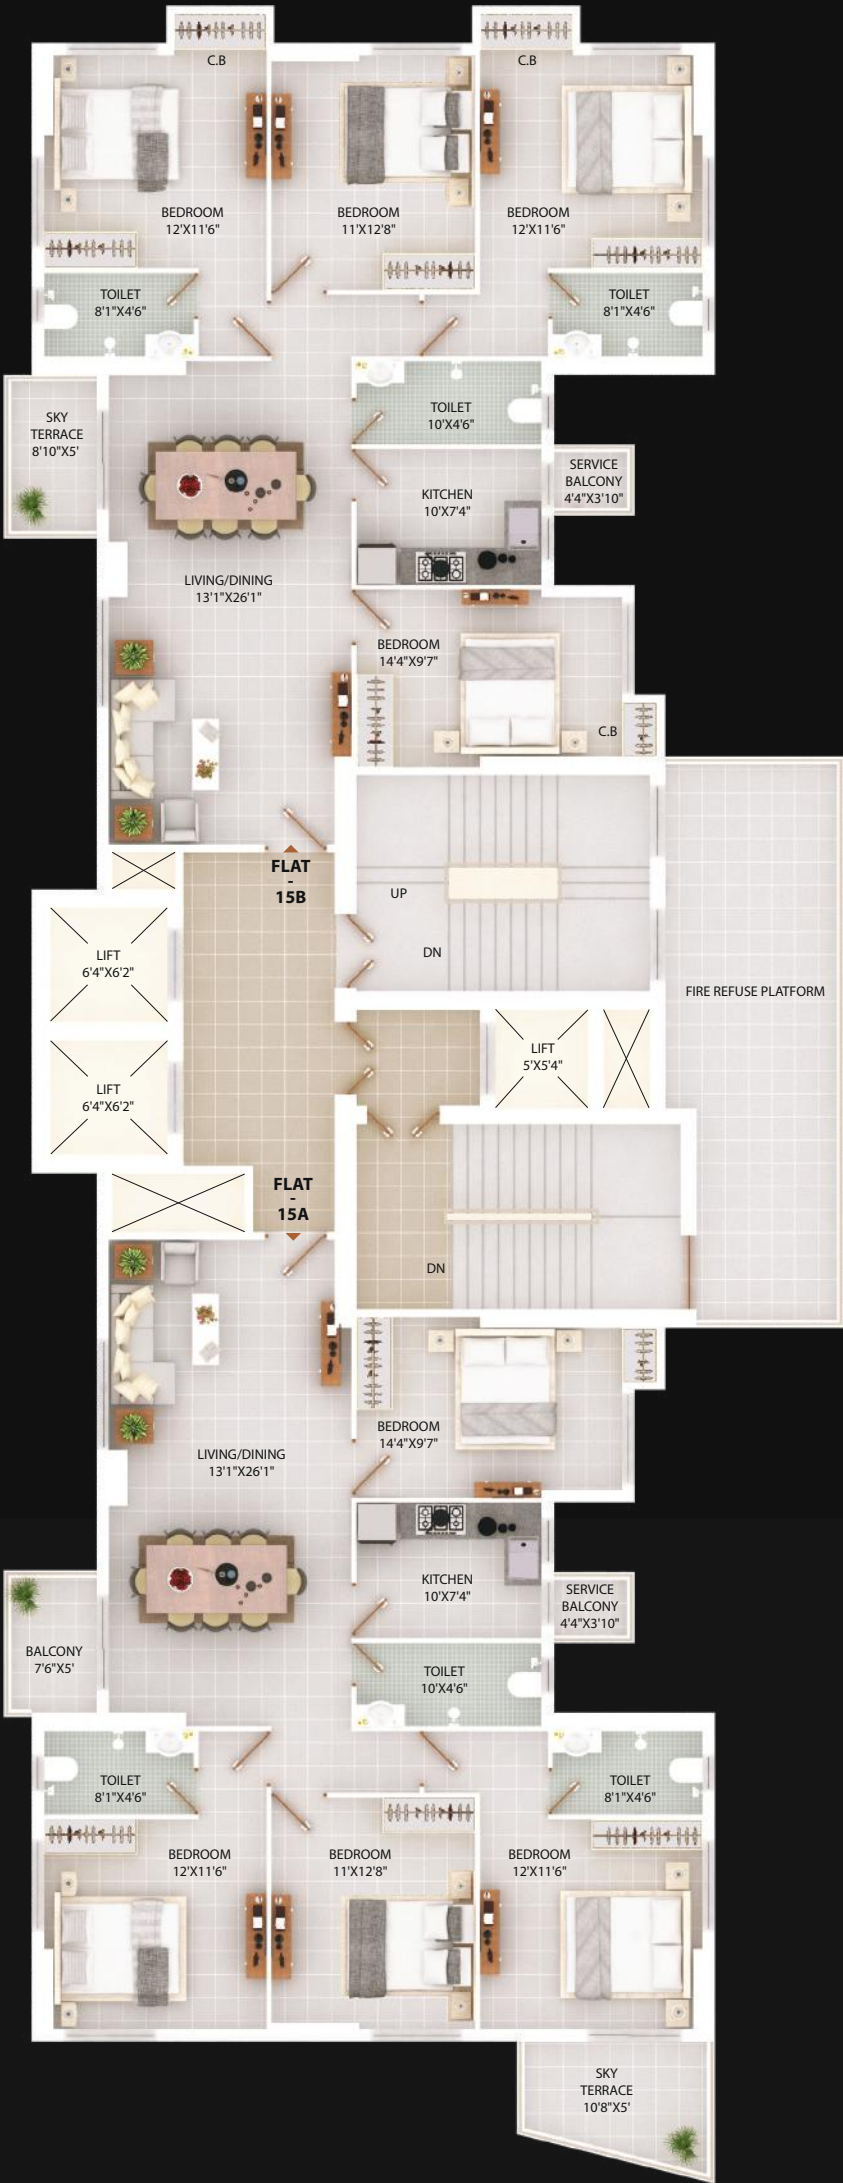 C.B
C.B
BEDROOM
12'X11'6"
BEDROOM
11'X12'8"
BEDROOM
12'X11'6"
TOILET
8'1"X4'6"
TOILET
8'1"X4'6"
SKY
TERRACE
8'10"X5'
TOILET
10'X4'6"
SERVICE
BALCONY
4'4"X3'10"
KITCHEN
10'X7'4"
LIVING/DINING
13'1"X26'1"
BEDROOM
14'4"X9'7"
C.B
FLAT
-
15B
UP
DN
LIFT
6'4"X6'2"
FIRE REFUSE PLATFORM
LIFT
5'X5'4"
LIFT
6'4"X6'2"
FLAT
-
15A
DN
BEDROOM
14'4"X9'7"
LIVING/DINING
13'1"X26'1"
KITCHEN
10'X7'4"
SERVICE
BALCONY
4'4"X3'10"
BALCONY
7'6"X5'
TOILET
10'X4'6"
TOILET
8'1"X4'6"
TOILET
8'1"X4'6"
BEDROOM
12'X11'6"
BEDROOM
11'X12'8"
BEDROOM
12'X11'6"
SKY
TERRACE
10'8"X5'